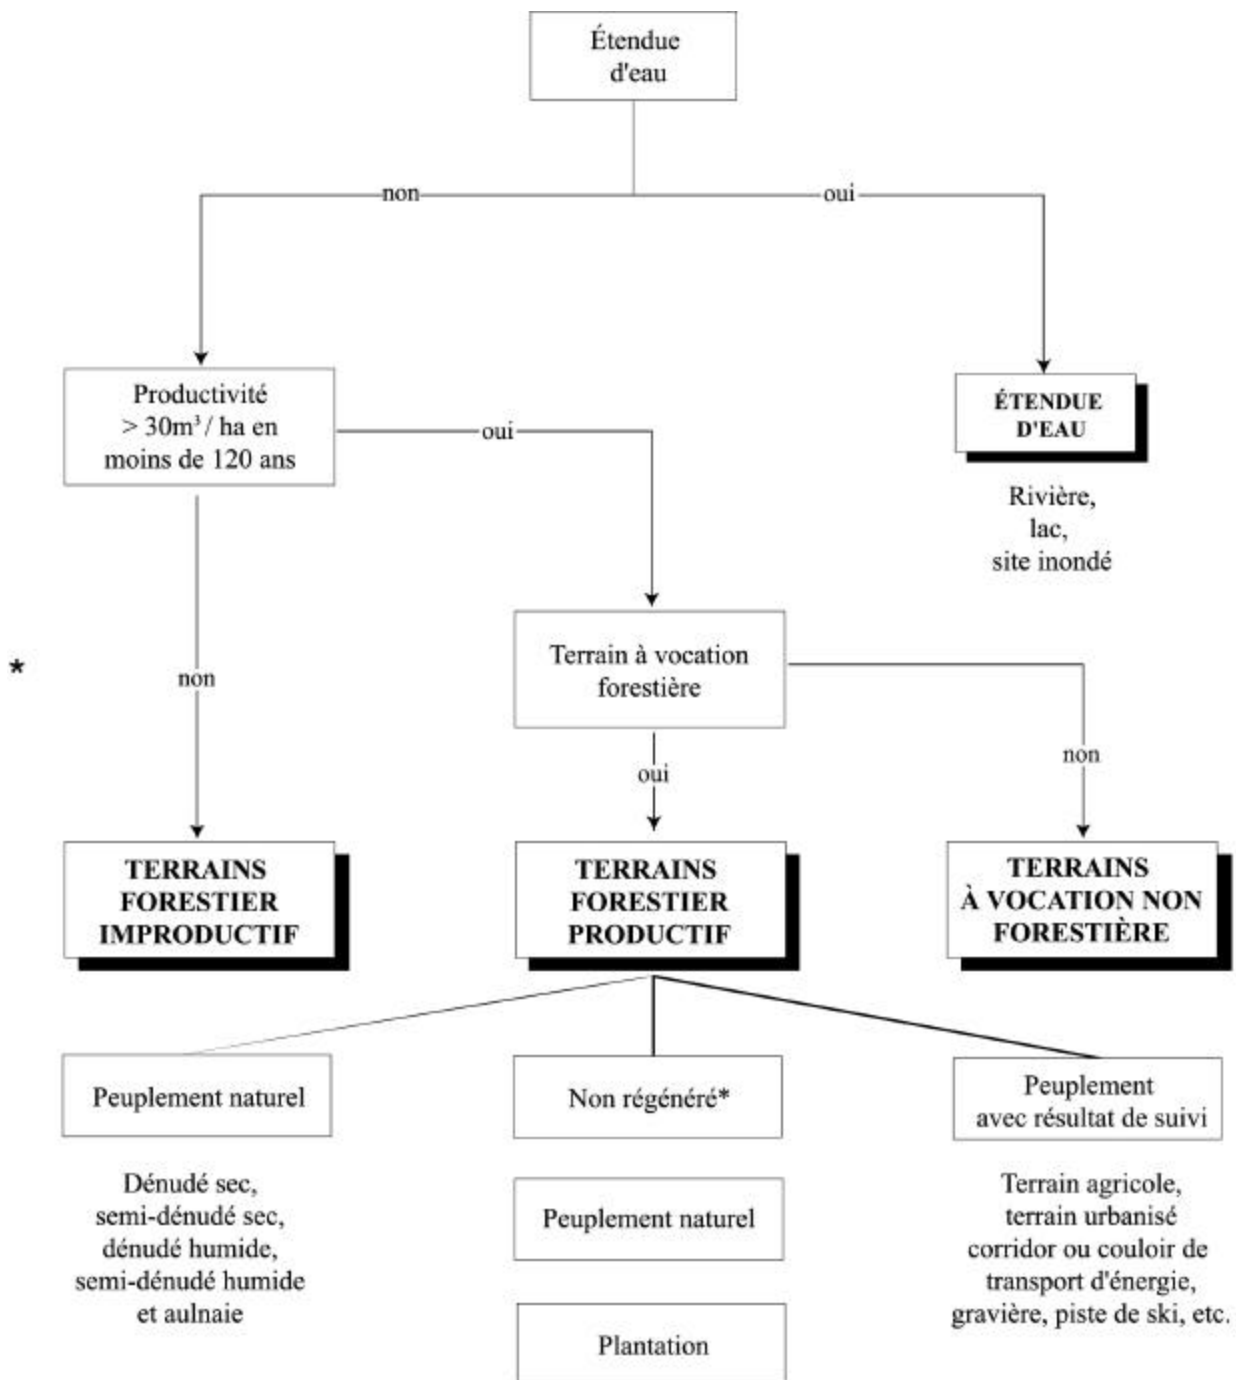 Étendue
d'eau
non
oui
Productivité
> 30m³ / ha en
moins de 120 ans
oui
ÉTENDUE
D'EAU
Rivière,
lac,
site inondé
Terrain à vocation
forestière
*
non
oui
non
TERRAINS
FORESTIER
IMPRODUCTIF
TERRAINS
FORESTIER
PRODUCTIF
TERRAINS
À VOCATION NON
FORESTIÈRE
Peuplement naturel
Non régénéré*
Peuplement
avec résultat de suivi
Dénudé sec,
semi-dénudé sec,
dénudé humide,
semi-dénudé humide
et aulnaie
Peuplement naturel
Plantation
Terrain agricole,
terrain urbanisé
corridor ou couloir de
transport d'énergie,
gravière, piste de ski, etc.